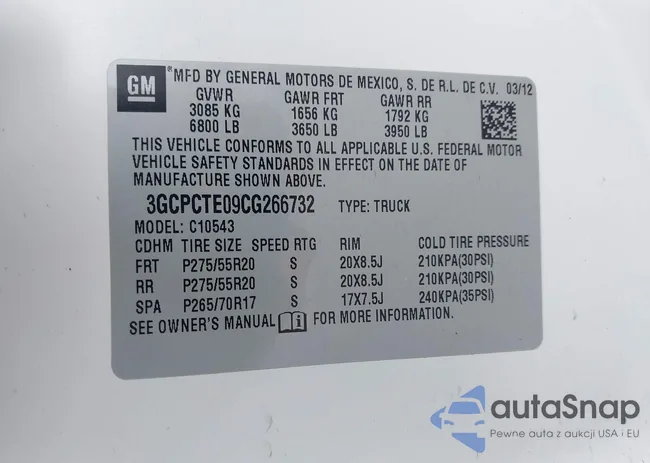 GM
®MFD BY GENERAL MOTORS DE MEXICO, S. DE R.L. DE C.V. 03/12
GVWR GAWR FRT GAWR RR
3085 KG 1656 KG 1792 KG
6800 LB 3650 LB 3950 LB
THIS VEHICLE CONFORMS TO ALL APPLICABLE U.S. FEDERAL MOTOR
VEHICLE SAFETY STANDARDS IN EFFECT ON THE DATE OF
MANUFACTURE SHOWN ABOVE.
3GCPCTE09CG266732 TYPE: TRUCK
MODEL: C10543
CDHM TIRE SIZE SPEED RTG RIM COLD TIRE PRESSURE
FRT P275/55R20 S 20X8.5J 210KPA(30PSI)
RR P275/55R20 S 20X8.5J 210KPA(30PSI)
SPA P265/70R17 S 17X7.5J 240KPA(35PSI)
SEE OWNER'S MANUAL i FOR MORE INFORMATION.
autaSnap
Pewne auta z aukcji USA i EU